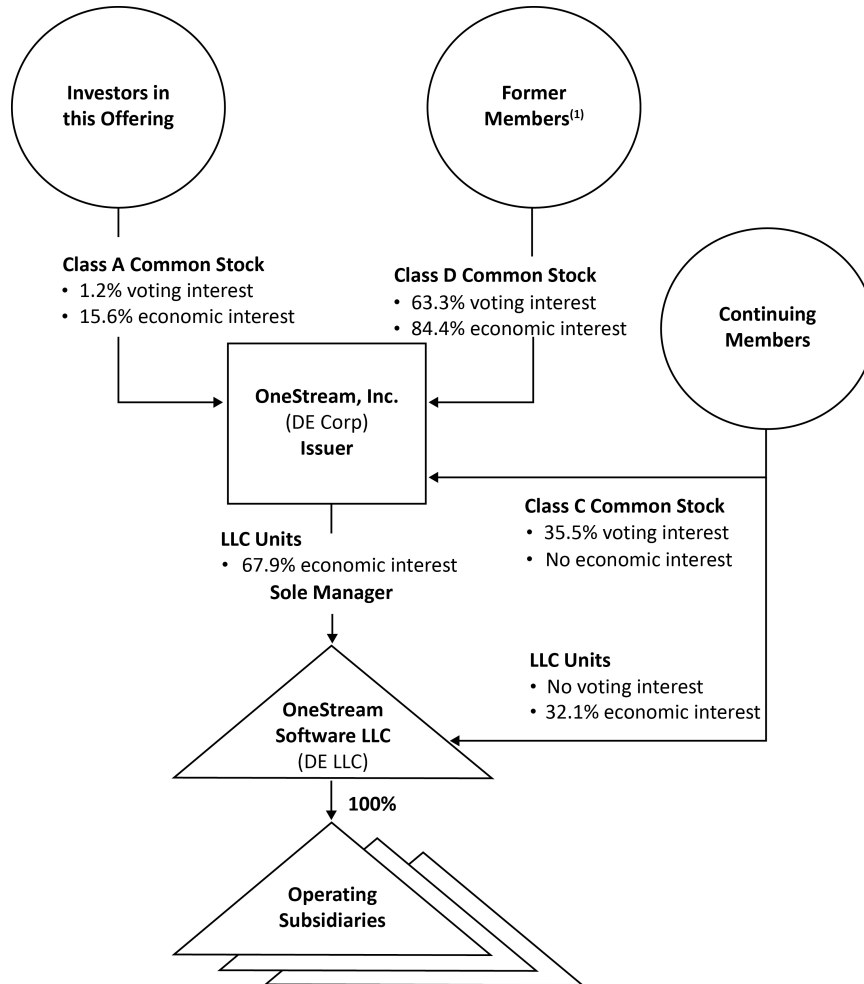 Investors in
this Offering
Former
Members(1)
Continuing
Members
Class A Common Stock
• 1.2% voting interest
• 15.6% economic interest
Class D Common Stock
• 63.3% voting interest
• 84.4% economic interest
OneStream, Inc.
(DE Corp)
Issuer
Class C Common Stock
• 35.5% voting interest
• No economic interest
LLC Units
• 67.9% economic interest
Sole Manager
LLC Units
• No voting interest
• 32.1% economic interest
OneStream
Software LLC
(DE LLC)
100%
Operating
Subsidiaries